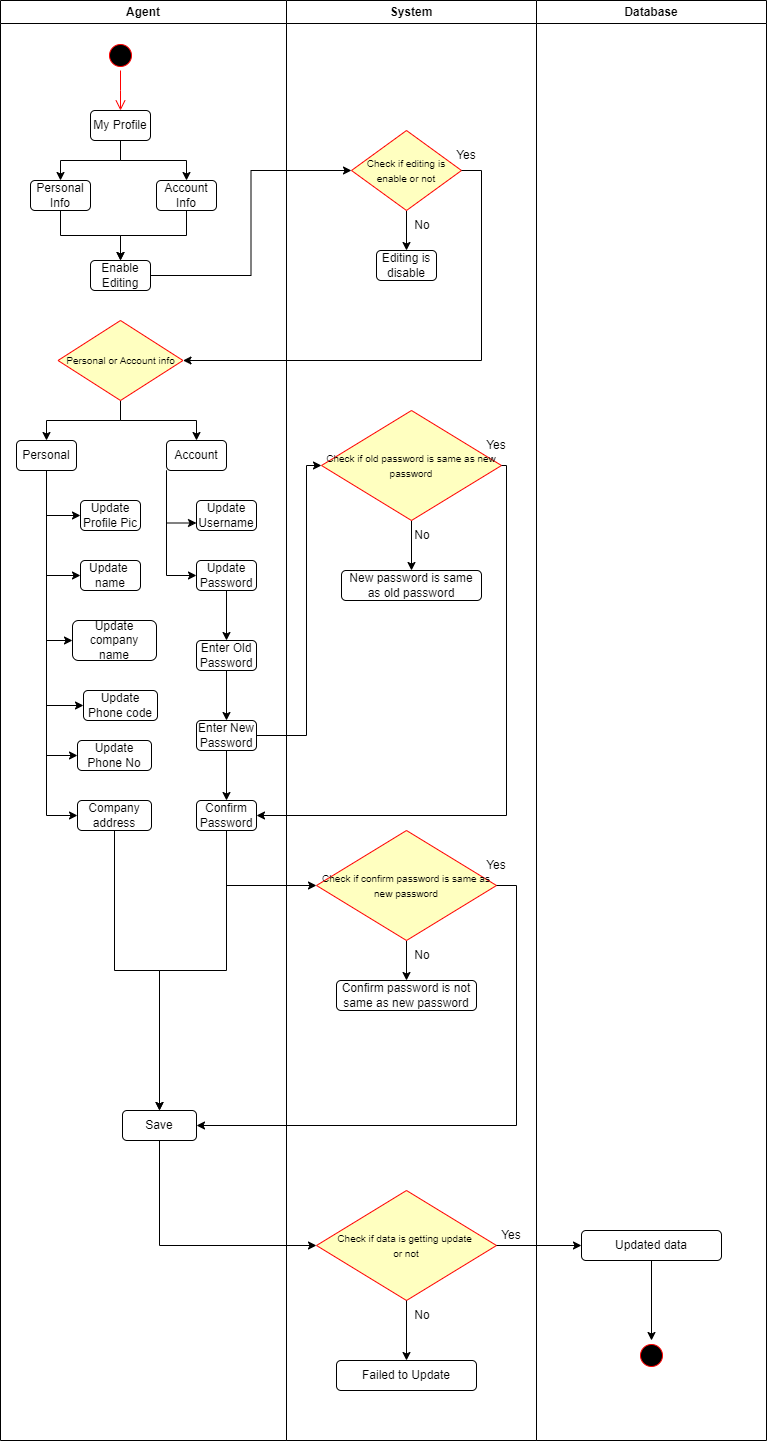 Agent
System
Database
My Profile
Personal
Info
Account
Info
Enable
Editing
Check if editing is
enable or not
Yes
No
Editing is
disable
Personal or Account info
Personal
Account
Update
Profile Pic
Update
name
Update
company
name
Update
Phone code
Update
Phone No
Company
address
Update
Username
Update
Password
Enter Old
Password
Enter New
Password
Confirm
Password
Check if old password is same as new
password
Yes
No
New password is same
as old password
Check if confirm password is same as
new password
Yes
No
Confirm password is not
same as new password
Save
Check if data is getting update
or not
Yes
No
Failed to Update
Updated data